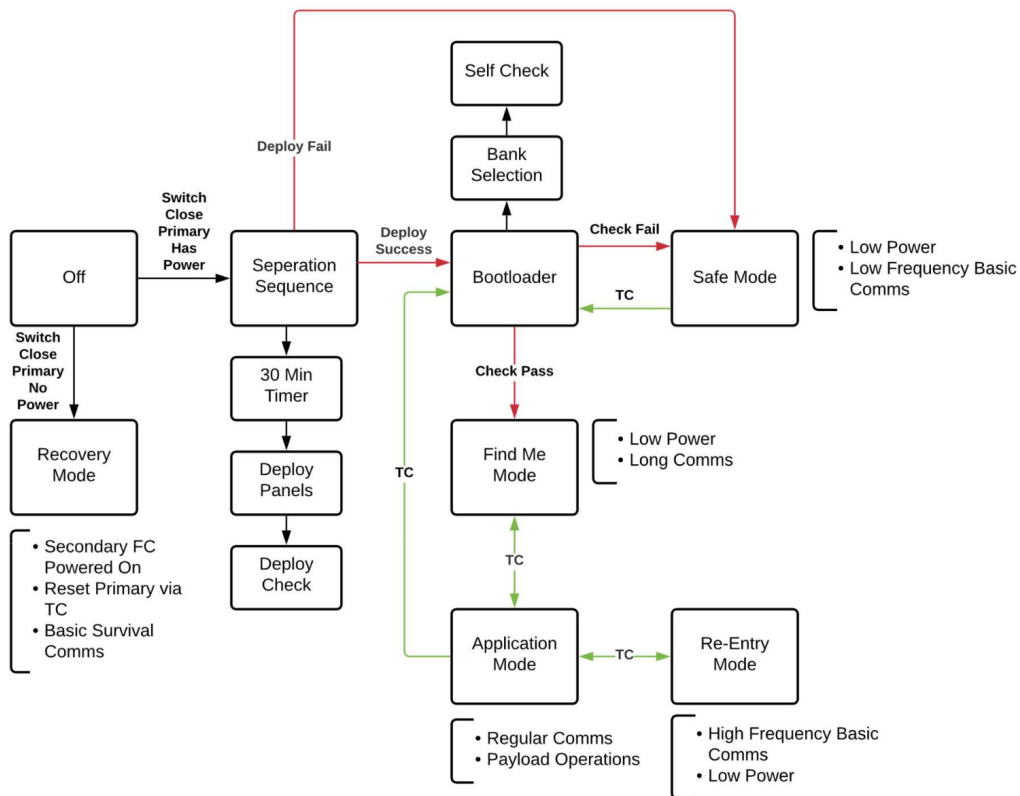 Self Check
Deploy Fail
Bank
Selection
Switch
Close
Primary
Has
Power
Deploy
Success
Check Fail
• Low Power
• Low Frequency Basic
Comms
Off
Seperation
Sequence
Bootloader
Safe Mode
TC
Switch
Close
Primary
No
Power
30 Min
Timer
Check Pass
Recovery
Mode
Find Me
Mode
• Low Power
• Long Comms
Deploy
Panels
TC
• Secondary FC
Powered On
• Reset Primary via
TC
• Basic Survival
Comms
Deploy
Check
TC
Application
Mode
TC
Re-Entry
Mode
• Regular Comms
• Payload Operations
• High Frequency Basic
Comms
• Low Power